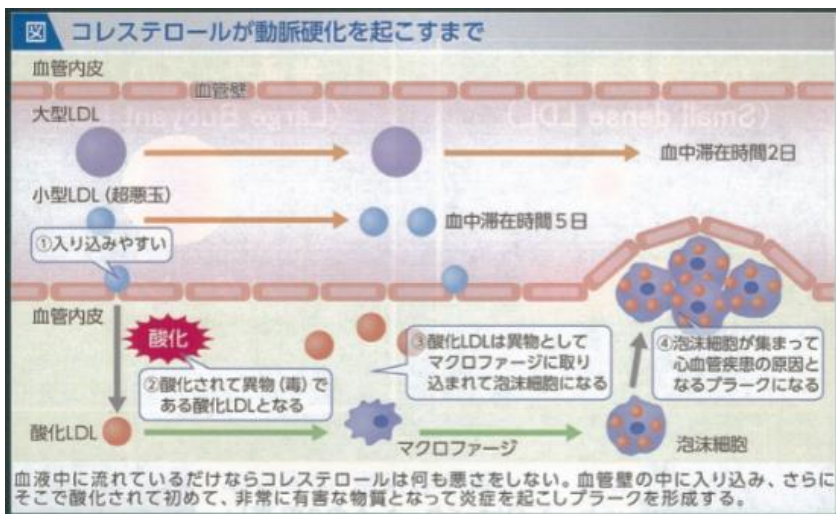 図 コレステロールが動脈硬化を起こすまで
血管内皮
血管壁
大型LDL
血中滞在時間2日
小型LDL(超悪玉)
血中滞在時間5日
①入り込みやすい
血管内皮
酸化
②酸化されて異物(毒)で
ある酸化LDLとなる
③酸化LDLは異物として
マクロファージに取り
込まれて泡沫細胞になる
④泡沫細胞が集まって
心血管疾患の原因と
なるプラークになる
酸化LDL
マクロファージ
泡沫細胞
血液中に流れているだけならコレステロールは何も悪さをしない。血管壁の中に入り込み、さらに
そこで酸化されて初めて、非常に有害な物質となって炎症を起こしプラークを形成する。
(Small dense LDL)
(Large Buoyant